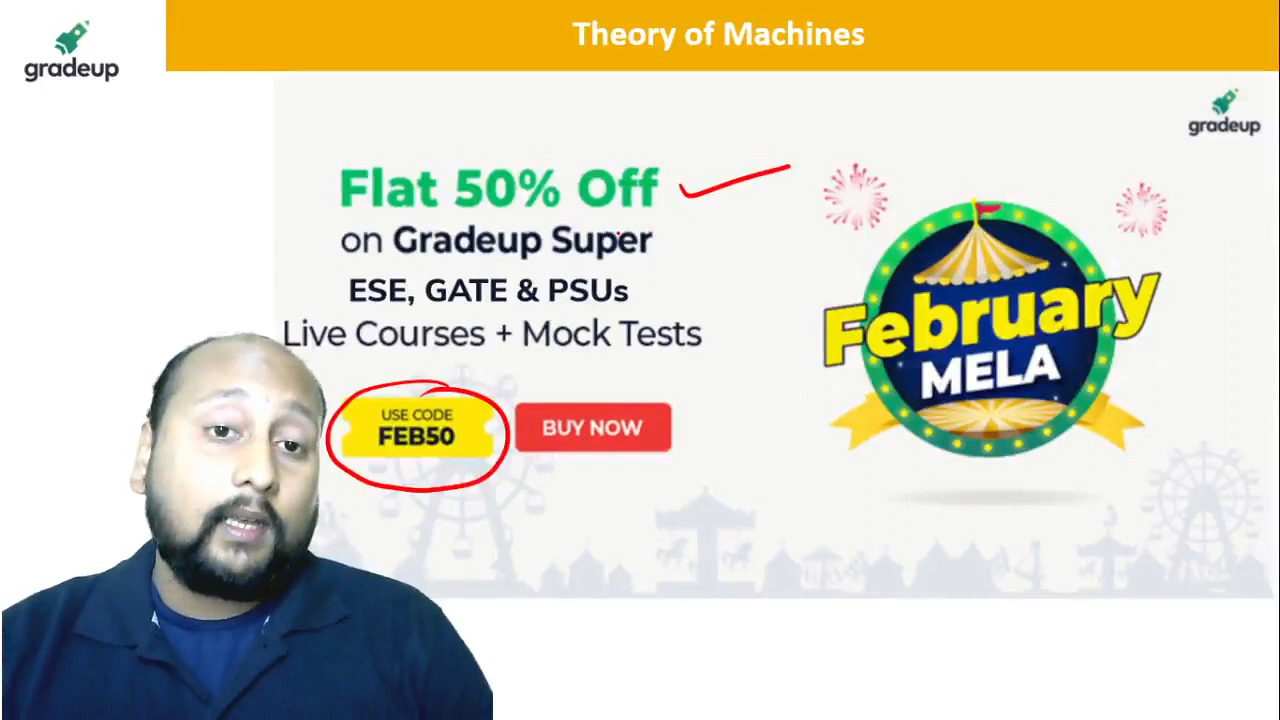 gradeup
Theory of Machines
gradeup
Flat 50% Off
on Gradeup Super
ESE, GATE & PSUs
Live Courses + Mock Tests
USE CODE
FEB50
BUY NOW
February
MELA